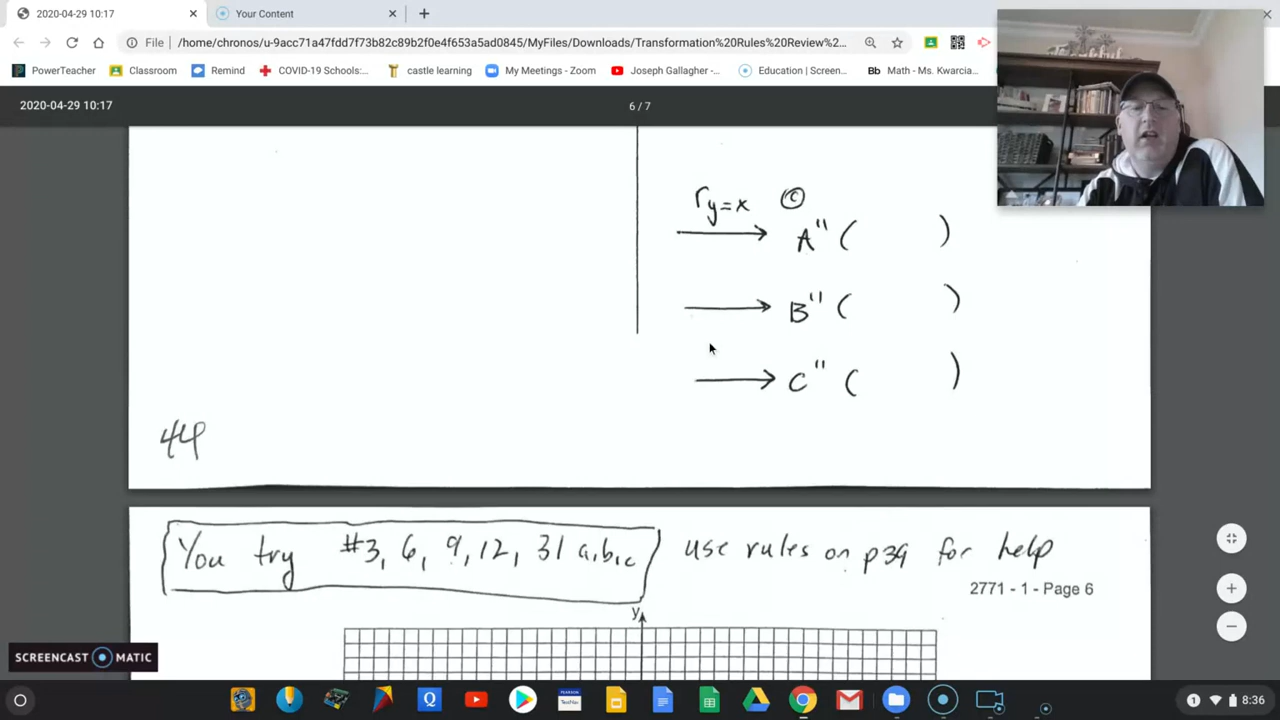 2020-04-29 10:17
Your Content
File
/home/chronos/u-9acc71a47fdd7f73b82c89b2f0e4f653a5ad0845/MyFiles/Downloads/Transformation%20Rules%20Review%2...
PowerTeacher
Classroom
Remind
COVID-19 Schools:...
castle learning
My Meetings - Zoom
Joseph Gallagher -...
Education | Screen...
Bb Math - Ms. Kwarcia...
2020-04-29 10:17
6 / 7
r y=x ©
A" ( )
B" ( )
C" ( )
44
You try #3, 6, 9, 12, 31 a,b,c use rules on p39 for help
2771 - 1 - Page 6
y
SCREENCAST MATIC
1
8:36